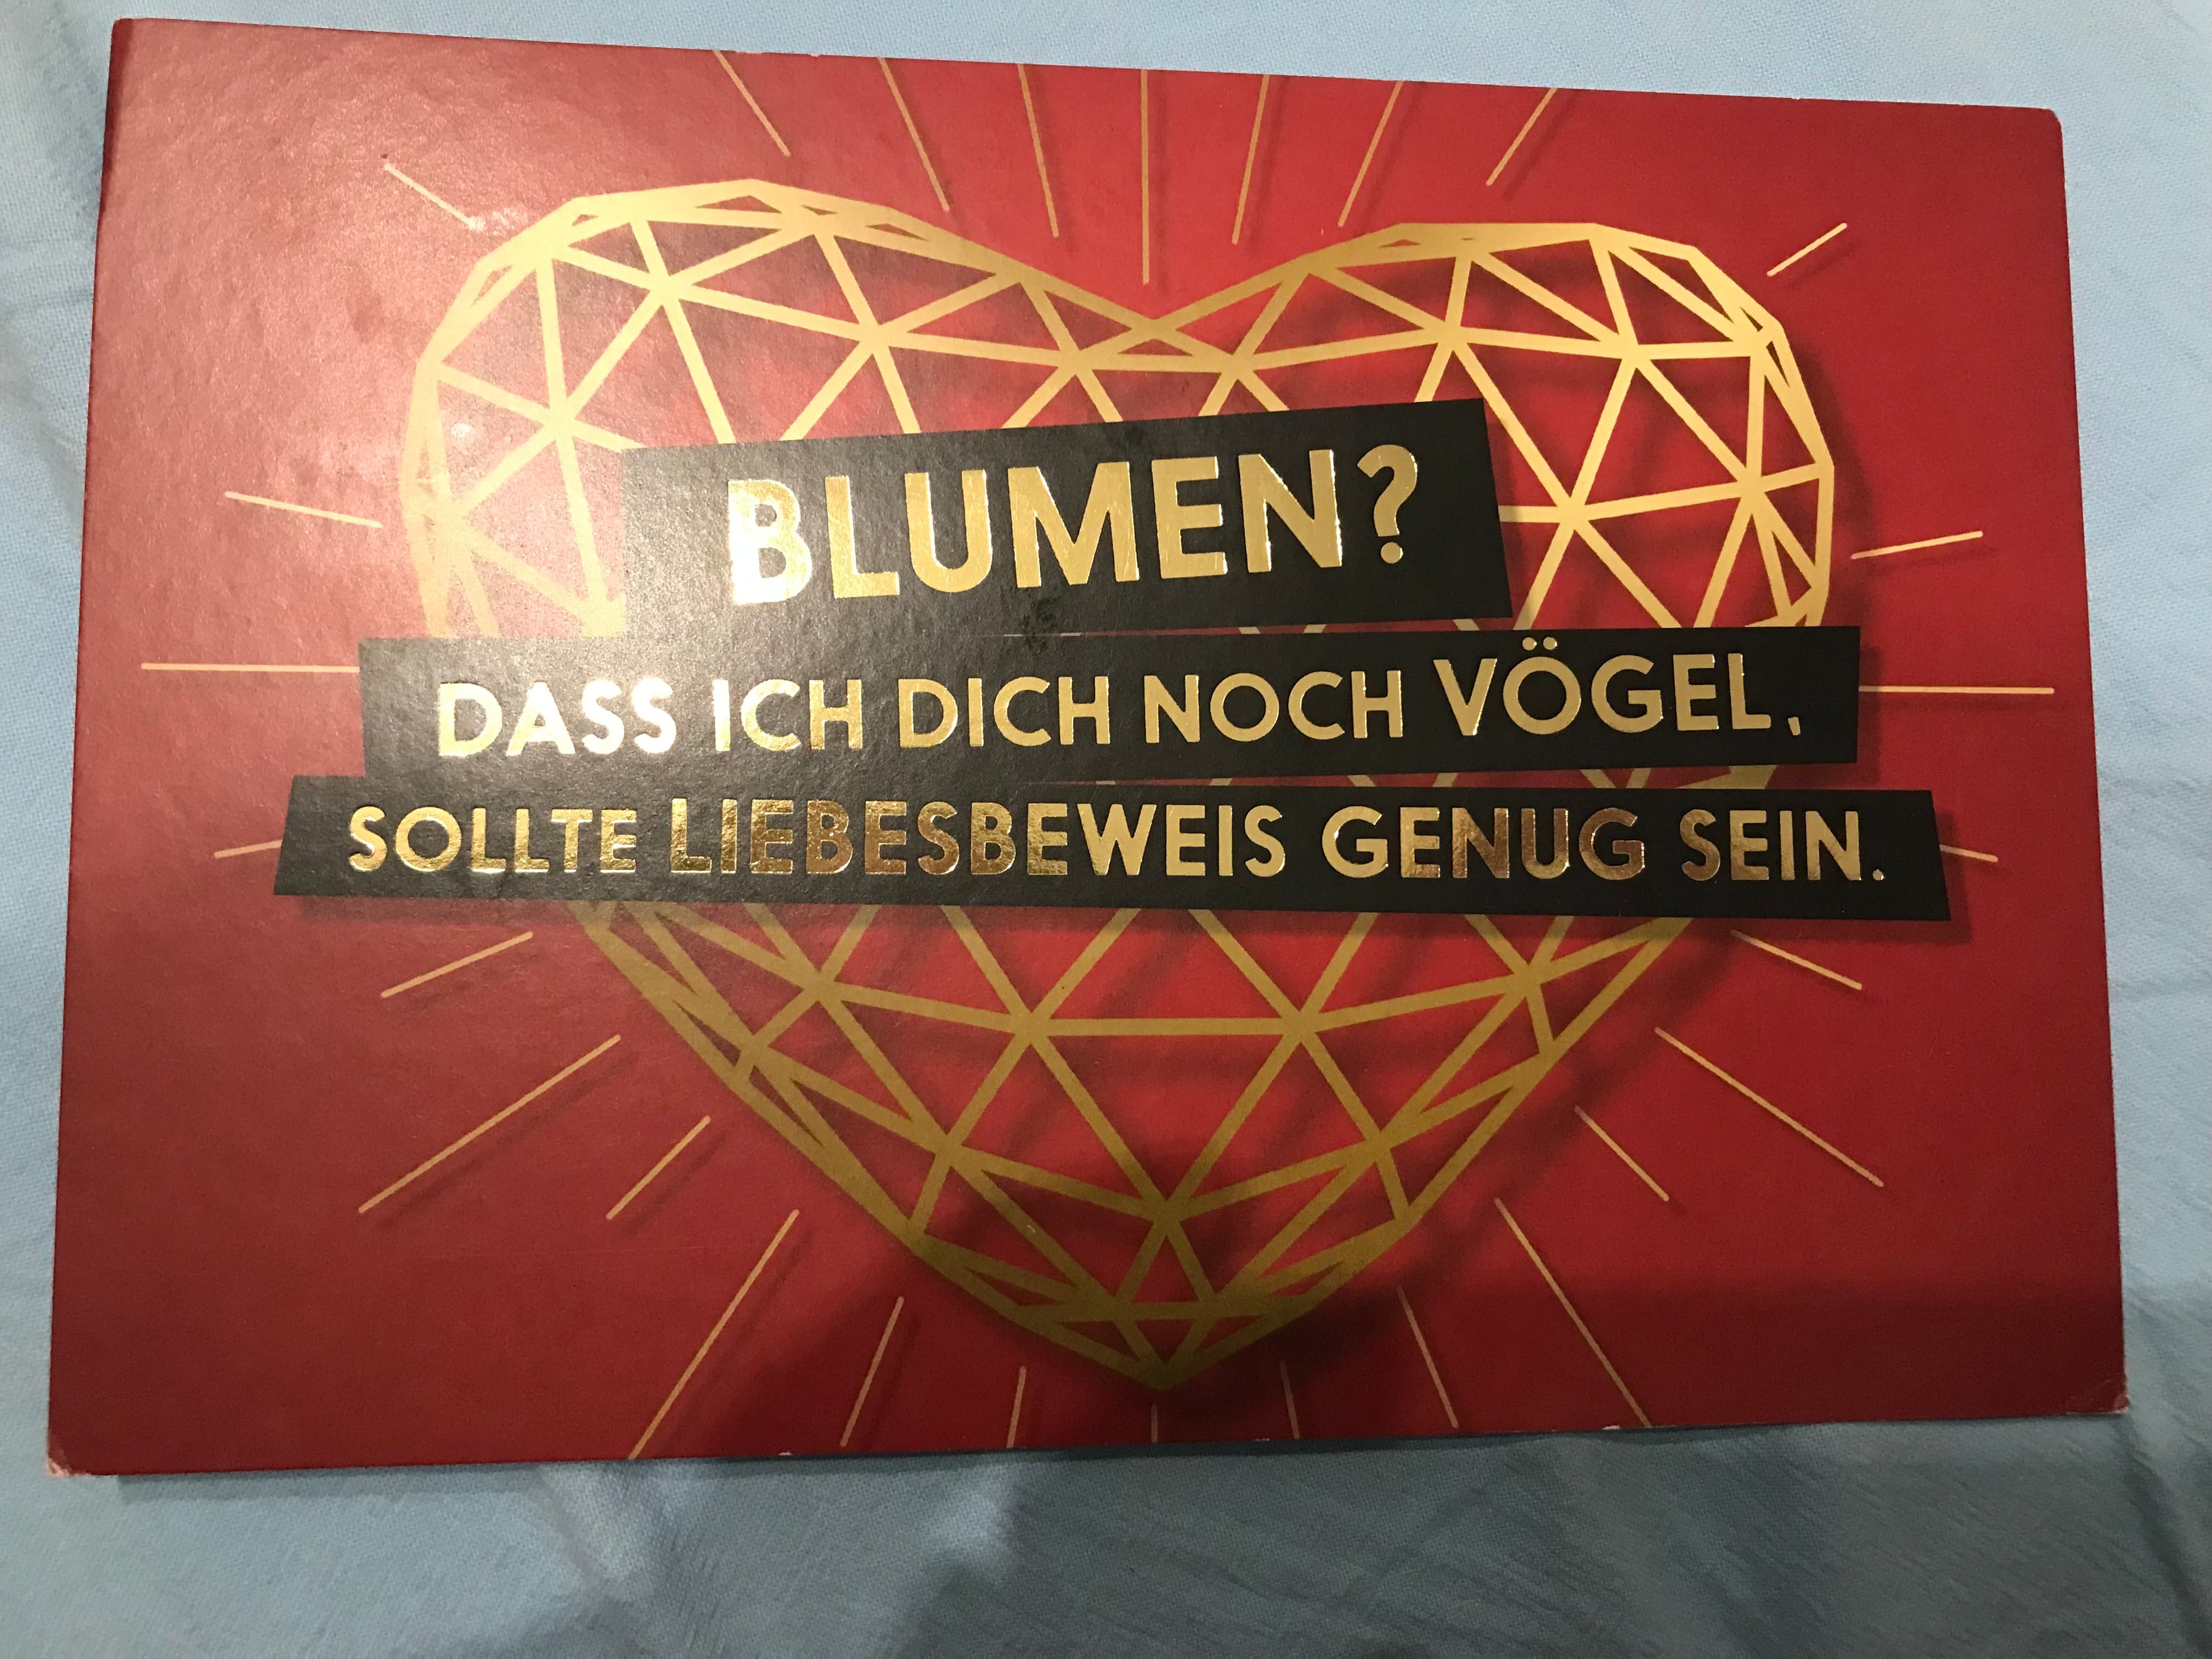 BLUMEN?
DASS ICH DICH NOCH VÖGEL,
SOLLTE LIEBESBEWEIS GENUG SEIN.